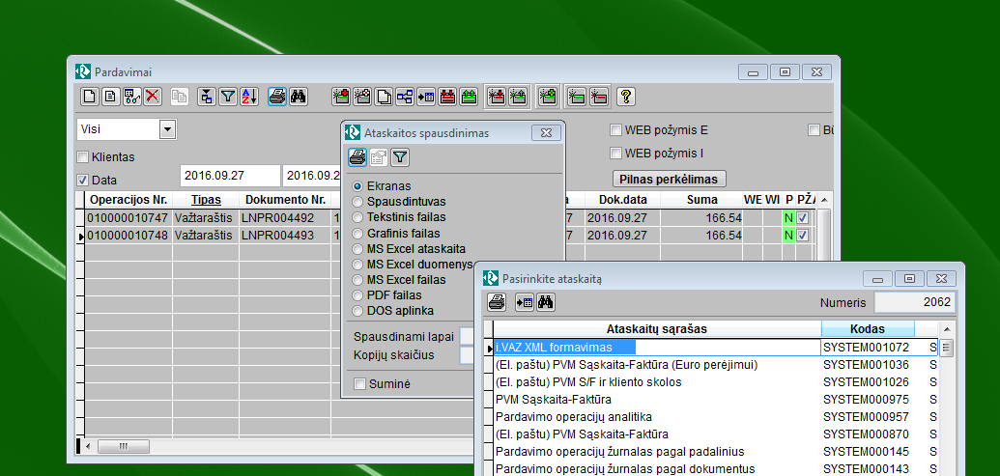 Pardavimai
Visi
Klientas
Data
2016.09.27
2016.09.2
WEB požymis E
WEB požymis I
Pilnas perkėlimas
Operacijos Nr. Tipas Dokumento Nr. Dok.data Suma WE WI P PŽ
010000010747 Važtaraštis LNPR004492 1 7 2016.09.27 166.54 N
010000010748 Važtaraštis LNPR004493 1 7 2016.09.27 166.54 N
Ataskaitos spausdinimas
Ekranas
Spausdintuvas
Tekstinis failas
Grafinis failas
MS Excel ataskaita
MS Excel duomenys
MS Excel failas
PDF failas
DOS aplinka
Spausdinami lapai
Kopijų skaičius
Suminė
Pasirinkite ataskaitą
Numeris 2062
Ataskaitų sąrašas Kodas
i.VAZ XML formavimas SYSTEM001072 S
(El. paštu) PVM Sąskaita-Faktūra (Euro perėjimui) SYSTEM001036 S
(El. paštu) PVM S/F ir kliento skolos SYSTEM001026 S
PVM Sąskaita-Faktūra SYSTEM000975 S
Pardavimo operacijų analitika SYSTEM000957 S
(El. paštu) PVM Sąskaita-Faktūra SYSTEM000870 S
Pardavimo operacijų žurnalas pagal padalinius SYSTEM000145 S
Pardavimo operacijų žurnalas pagal dokumentus SYSTEM000143 S